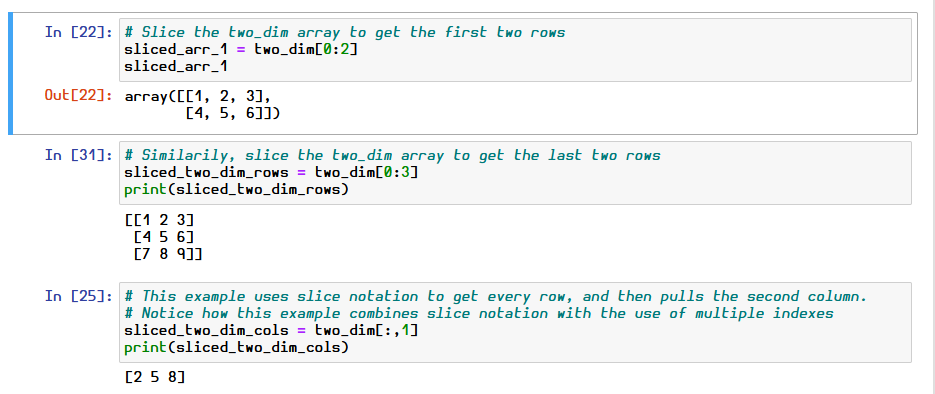 In [22]: # Slice the two_dim array to get the first two rows
sliced_arr_1 = two_dim[0:2]
sliced_arr_1
Out[22]: array([[1, 2, 3],
[4, 5, 6]])
In [31]: # Similarily, slice the two_dim array to get the last two rows
sliced_two_dim_rows = two_dim[0:3]
print(sliced_two_dim_rows)
[[1 2 3]
[4 5 6]
[7 8 9]]
In [25]: # This example uses slice notation to get every row, and then pulls the second column.
# Notice how this example combines slice notation with the use of multiple indexes
sliced_two_dim_cols = two_dim[:,1]
print(sliced_two_dim_cols)
[2 5 8]